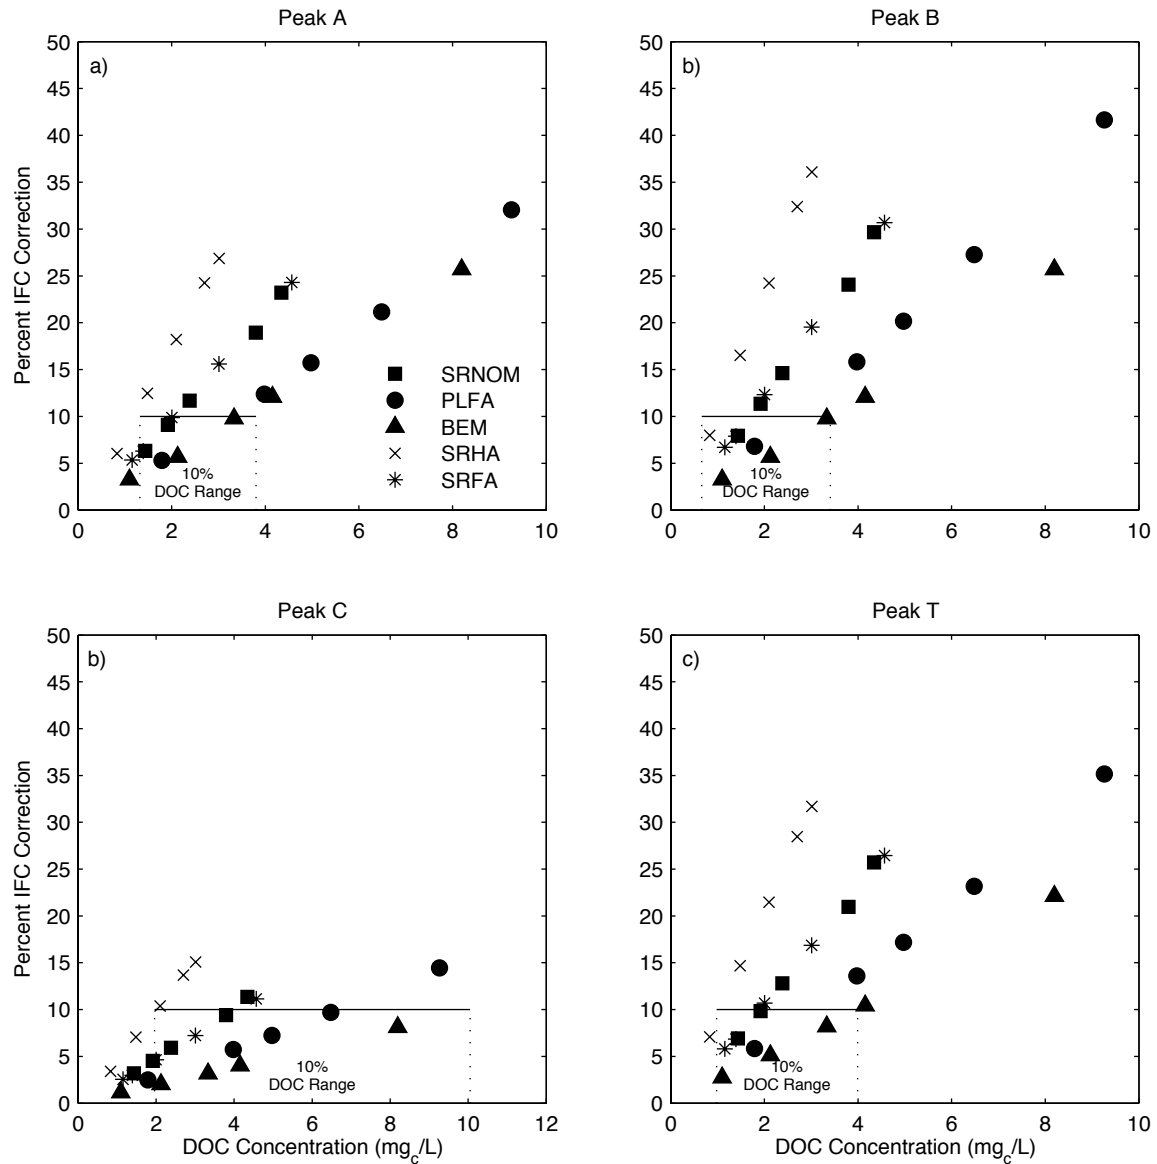 Peak A
a)
50
45
40
35
30
25
20
15
10
5
0
Percent IFC Correction
SRNOM
PLFA
BEM
SRHA
SRFA
10%
DOC Range
0 2 4 6 8 10
Peak B
b)
50
45
40
35
30
25
20
15
10
5
0
10%
DOC Range
0 2 4 6 8 10
Peak C
b)
50
45
40
35
30
25
20
15
10
5
0
Percent IFC Correction
10%
DOC Range
0 2 4 6 8 10 12
DOC Concentration (mg_c/L)
Peak T
c)
50
45
40
35
30
25
20
15
10
5
0
10%
DOC Range
0 2 4 6 8 10
DOC Concentration (mg_c/L)